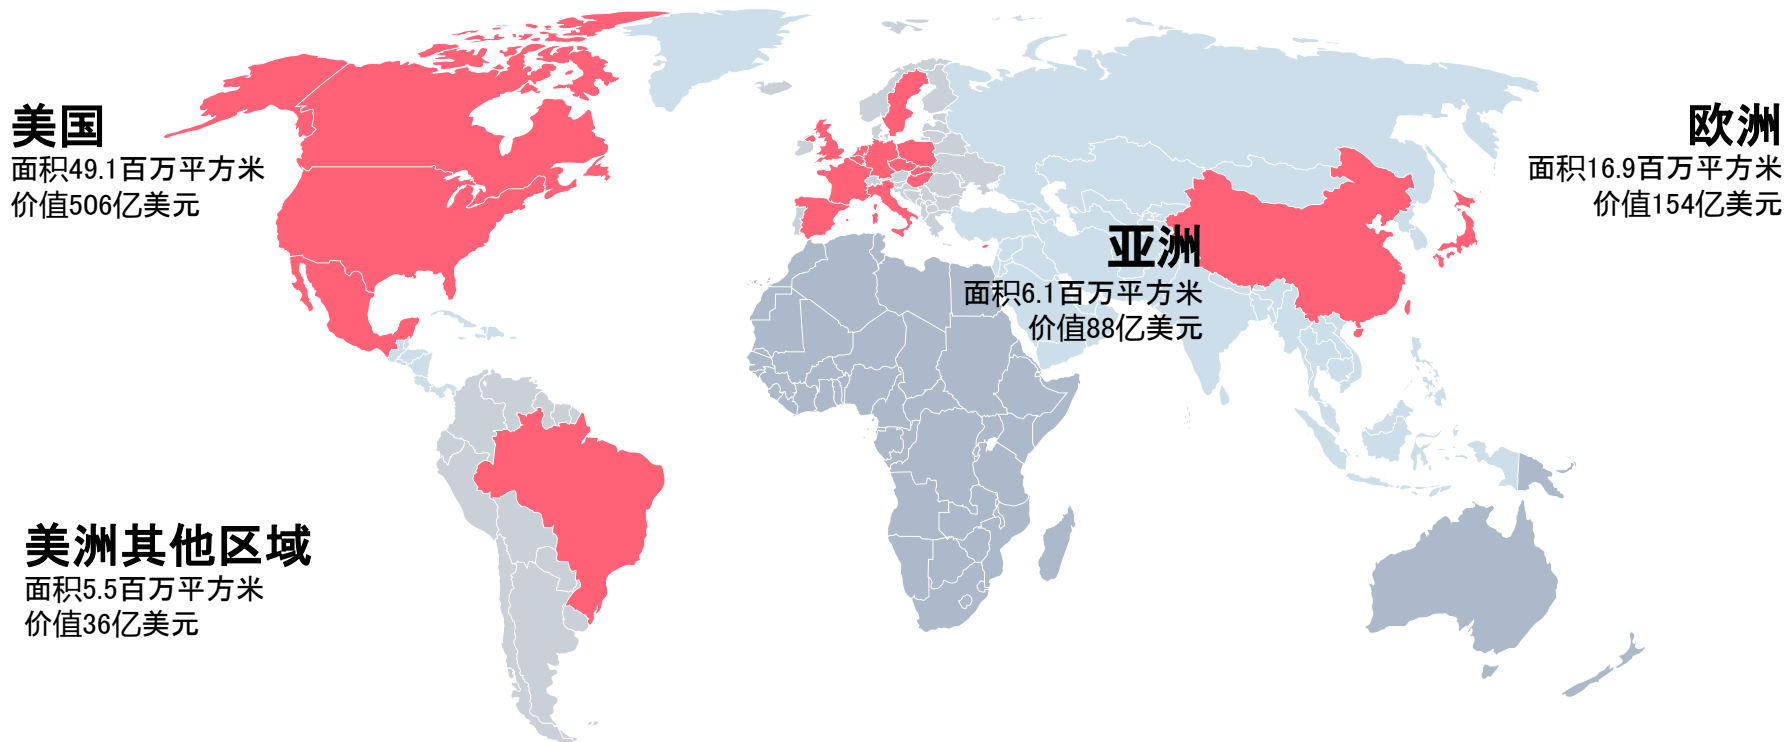 美国
面积49.1百万平方米
价值506亿美元
欧洲
面积16.9百万平方米
价值154亿美元
亚洲
面积6.1百万平方米
价值88亿美元
美洲其他区域
面积5.5百万平方米
价值36亿美元